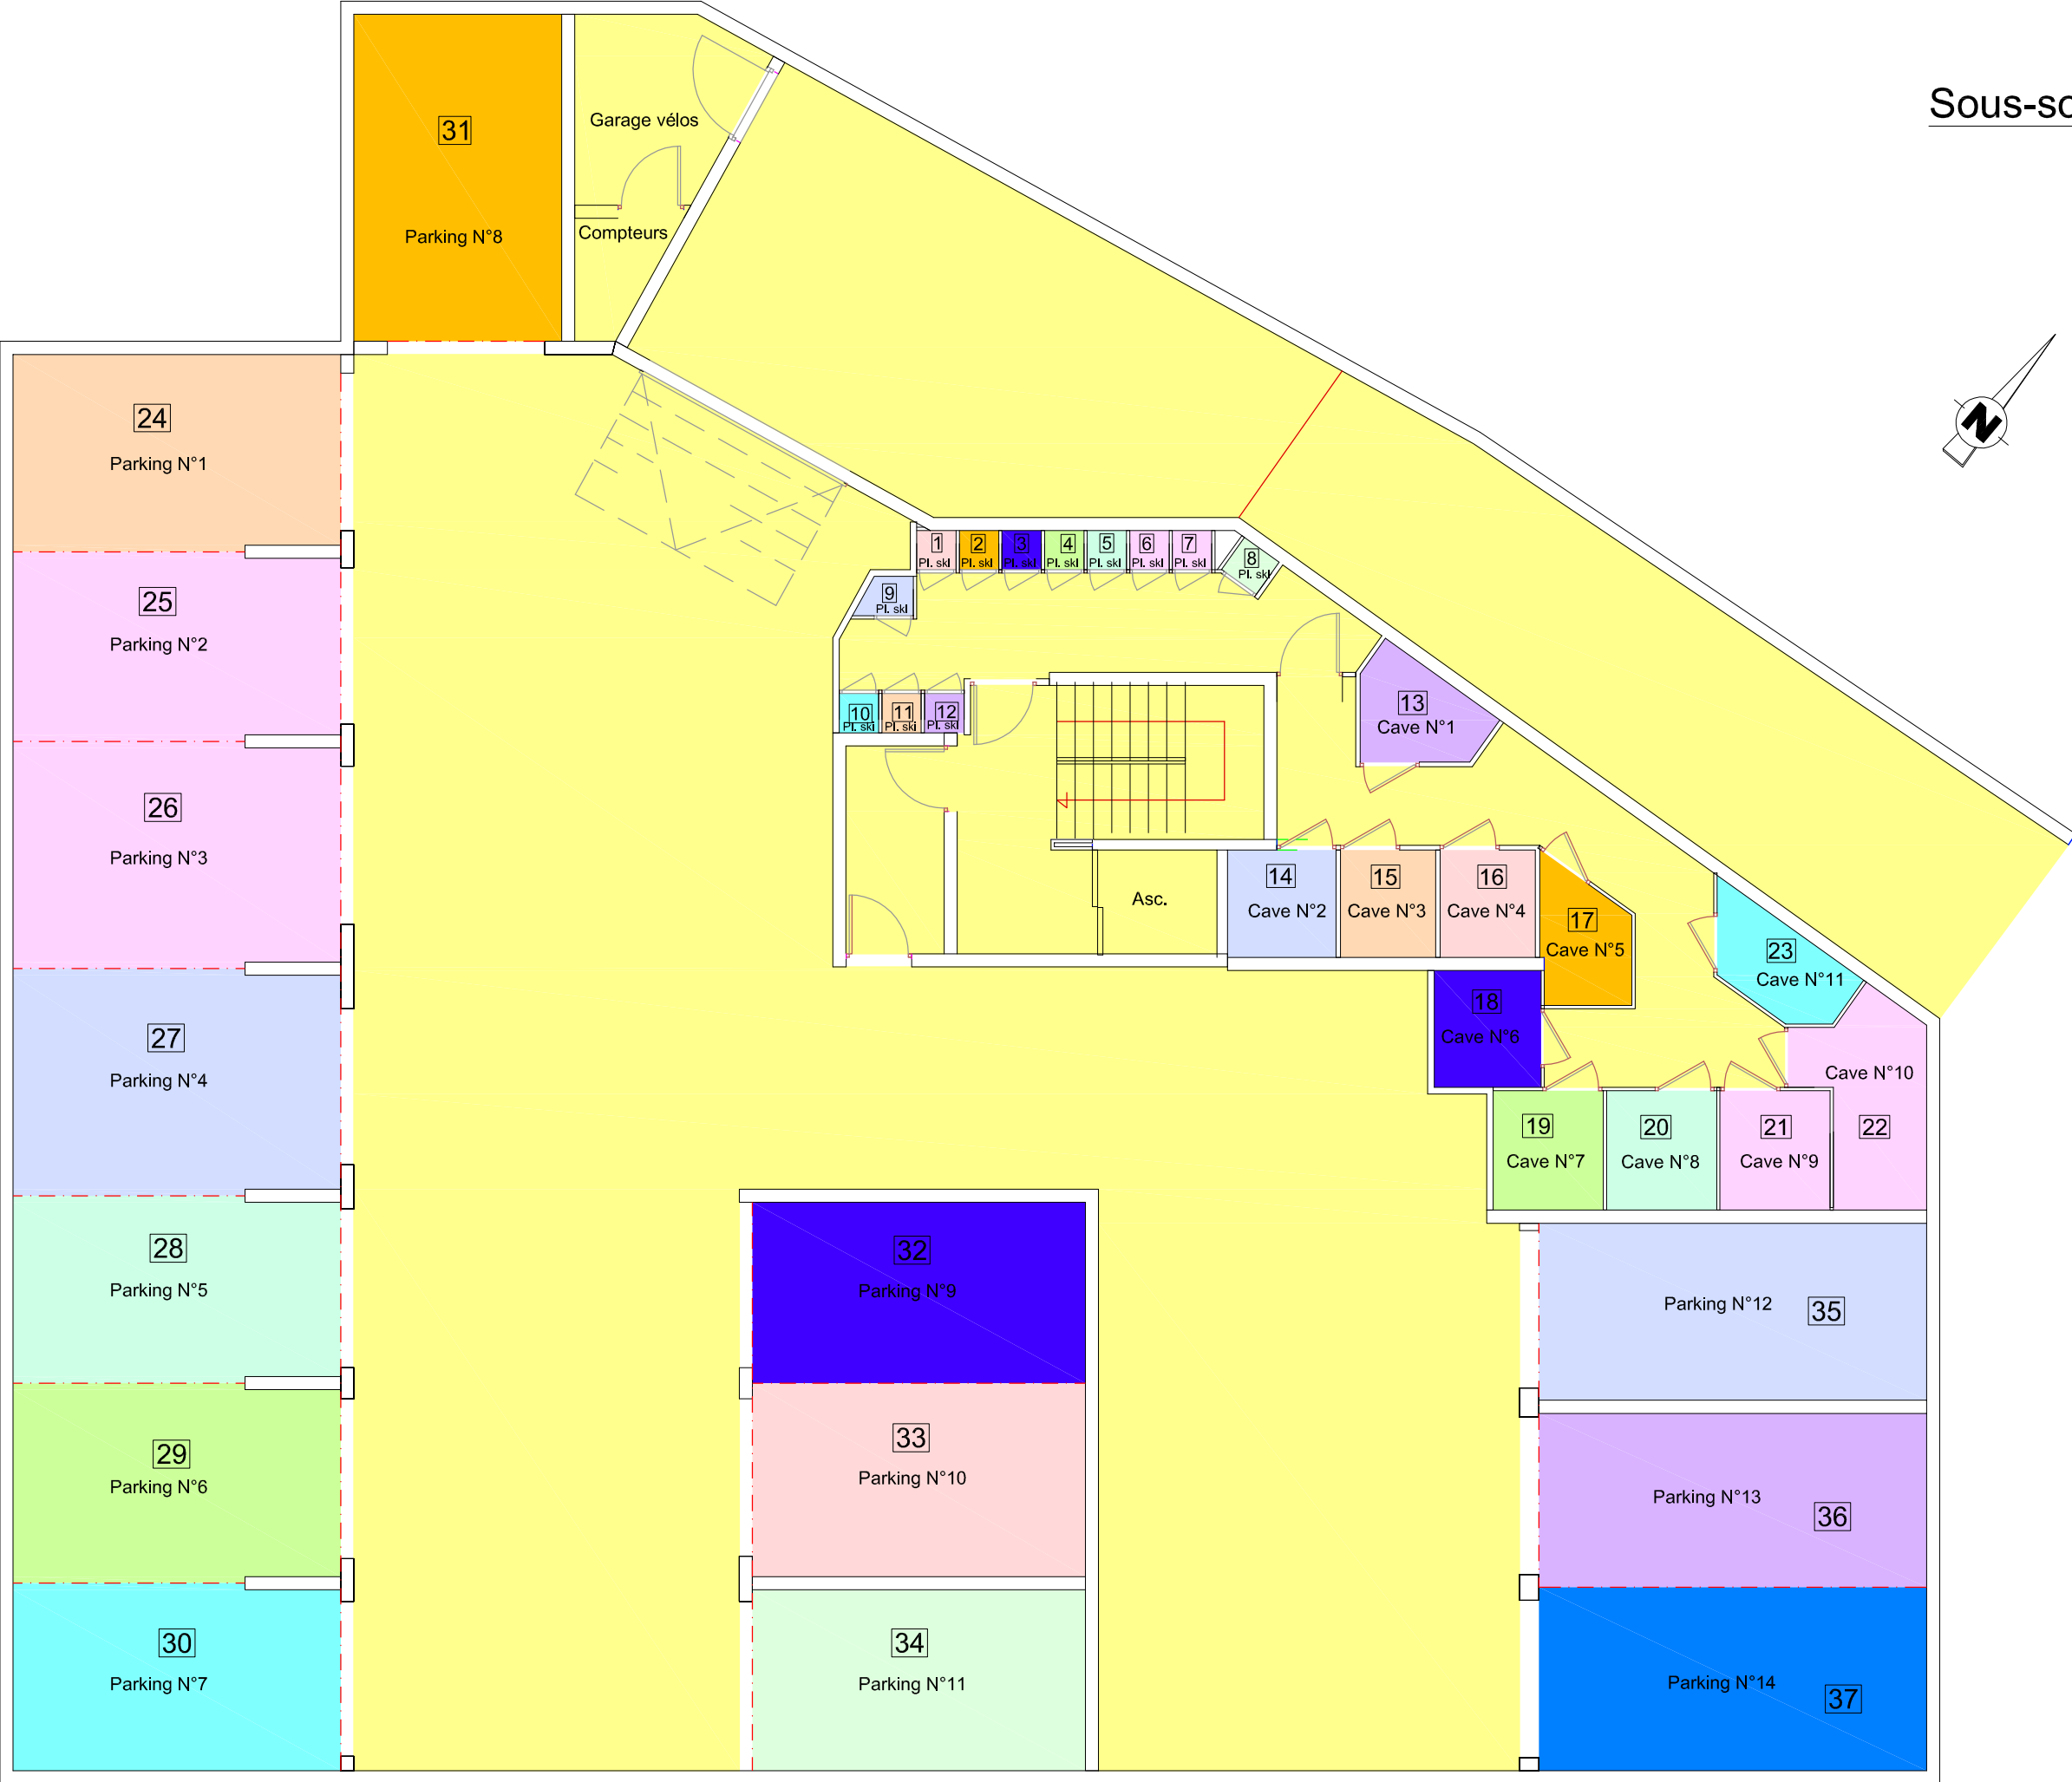 Sous-so
31
Garage vélos
Parking N°8
Compteurs
N
24
Parking N°1
25
Parking N°2
26
Parking N°3
27
Parking N°4
28
Parking N°5
29
Parking N°6
30
Parking N°7
1
Pl. ski
2
Pl. ski
3
Pl. ski
4
Pl. ski
5
Pl. ski
6
Pl. ski
7
Pl. ski
8
Pl. ski
9
Pl. ski
10
Pl. ski
11
Pl. ski
12
Pl. ski
13
Cave N°1
Asc.
14
Cave N°2
15
Cave N°3
16
Cave N°4
17
Cave N°5
18
Cave N°6
23
Cave N°11
Cave N°10
22
19
Cave N°7
20
Cave N°8
21
Cave N°9
32
Parking N°9
33
Parking N°10
34
Parking N°11
Parking N°12
35
Parking N°13
36
Parking N°14
37